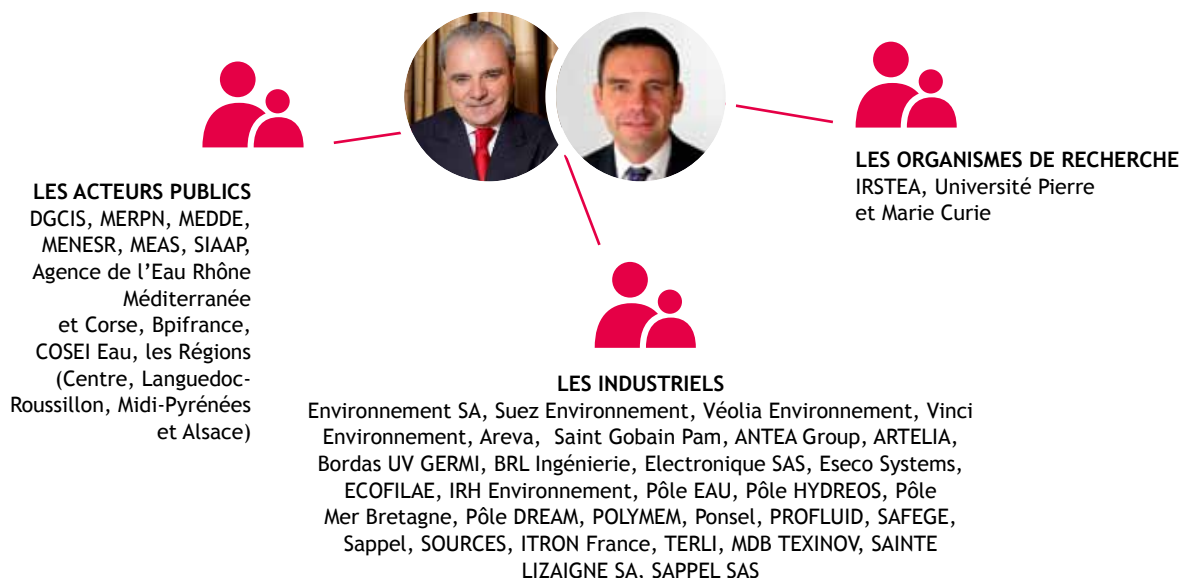 LES ACTEURS PUBLICS
DGCIS, MERPN, MEDDE,
MENESR, MEAS, SIAAP,
Agence de l’Eau Rhône
Méditerranée
et Corse, Bpifrance,
COSEI Eau, les Régions
(Centre, Languedoc-
Roussillon, Midi-Pyrénées
et Alsace)
LES ORGANISMES DE RECHERCHE
IRSTEA, Université Pierre
et Marie Curie
LES INDUSTRIELS
Environnement SA, Suez Environnement, Véolia Environnement, Vinci
Environnement, Areva, Saint Gobain Pam, ANTEA Group, ARTELIA,
Bordas UV GERMI, BRL Ingénierie, Electronique SAS, Eseco Systems,
ECOFILAE, IRH Environnement, Pôle EAU, Pôle HYDREOS, Pôle
Mer Bretagne, Pôle DREAM, POLYMEM, Ponsel, PROFLUID, SAFEGE,
Sappel, SOURCES, ITRON France, TERLI, MDB TEXINOV, SAINTE
LIZAIGNE SA, SAPPEL SAS